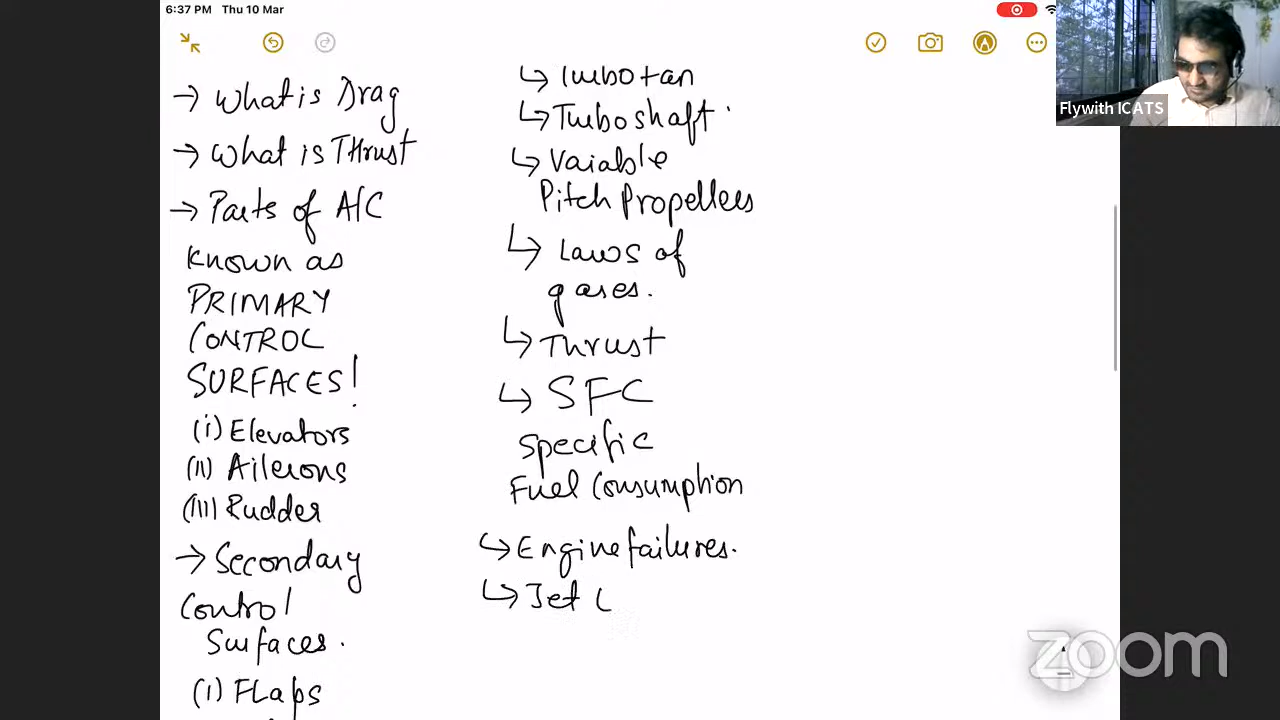 6:37 PM Thu 10 Mar
Flywith ICATS
→ What is Drag
→ What is THrust
→ Parts of A/C
known as
PRIMARY
CONTROL
SURFACES!
(i) Elevators
(ii) Ailerons
(iii) Rudder
→ Secondary
Control
Surfaces.
(i) FLaps
↳ Turbofan
↳ Turboshaft
↳ Vaiable
Pitch Propellers
↳ Laws of
gases.
↳ Thrust
↳ SFC
Specific
Fuel Consumption
↳ Engine failures.
↳ Jet
zoom